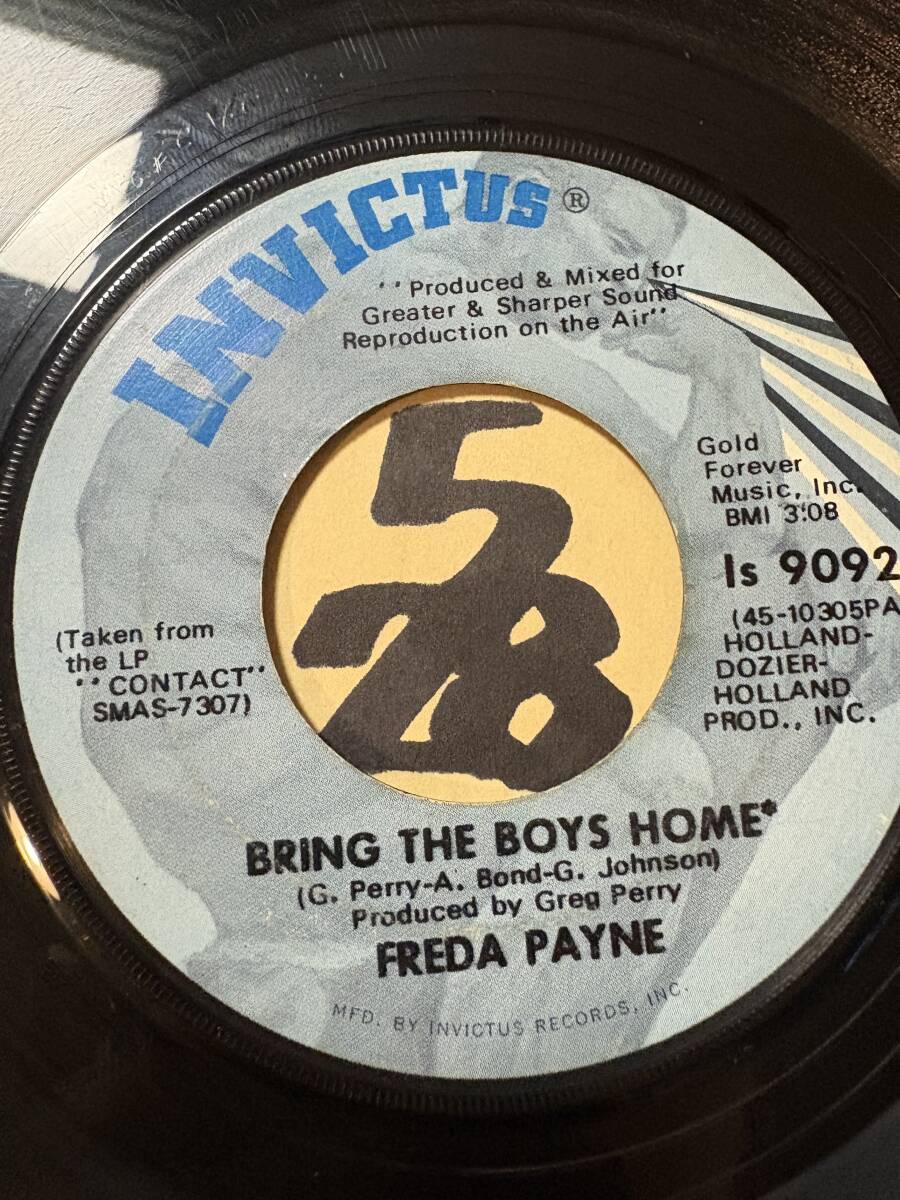 INVICTUS®
"Produced & Mixed for
Greater & Sharper Sound
Reproduction on the Air"
Gold
Forever
Music, Inc.
BMI 3:08
Is 9092
(45-10305PA
HOLLAND-
DOZIER-
HOLLAND
PROD., INC.
(Taken from
the LP
"CONTACT"
SMAS-7307)
5
28
BRING THE BOYS HOME*
(G. Perry-A. Bond-G. Johnson)
Produced by Greg Perry
FREDA PAYNE
MFD. BY INVICTUS RECORDS, INC.